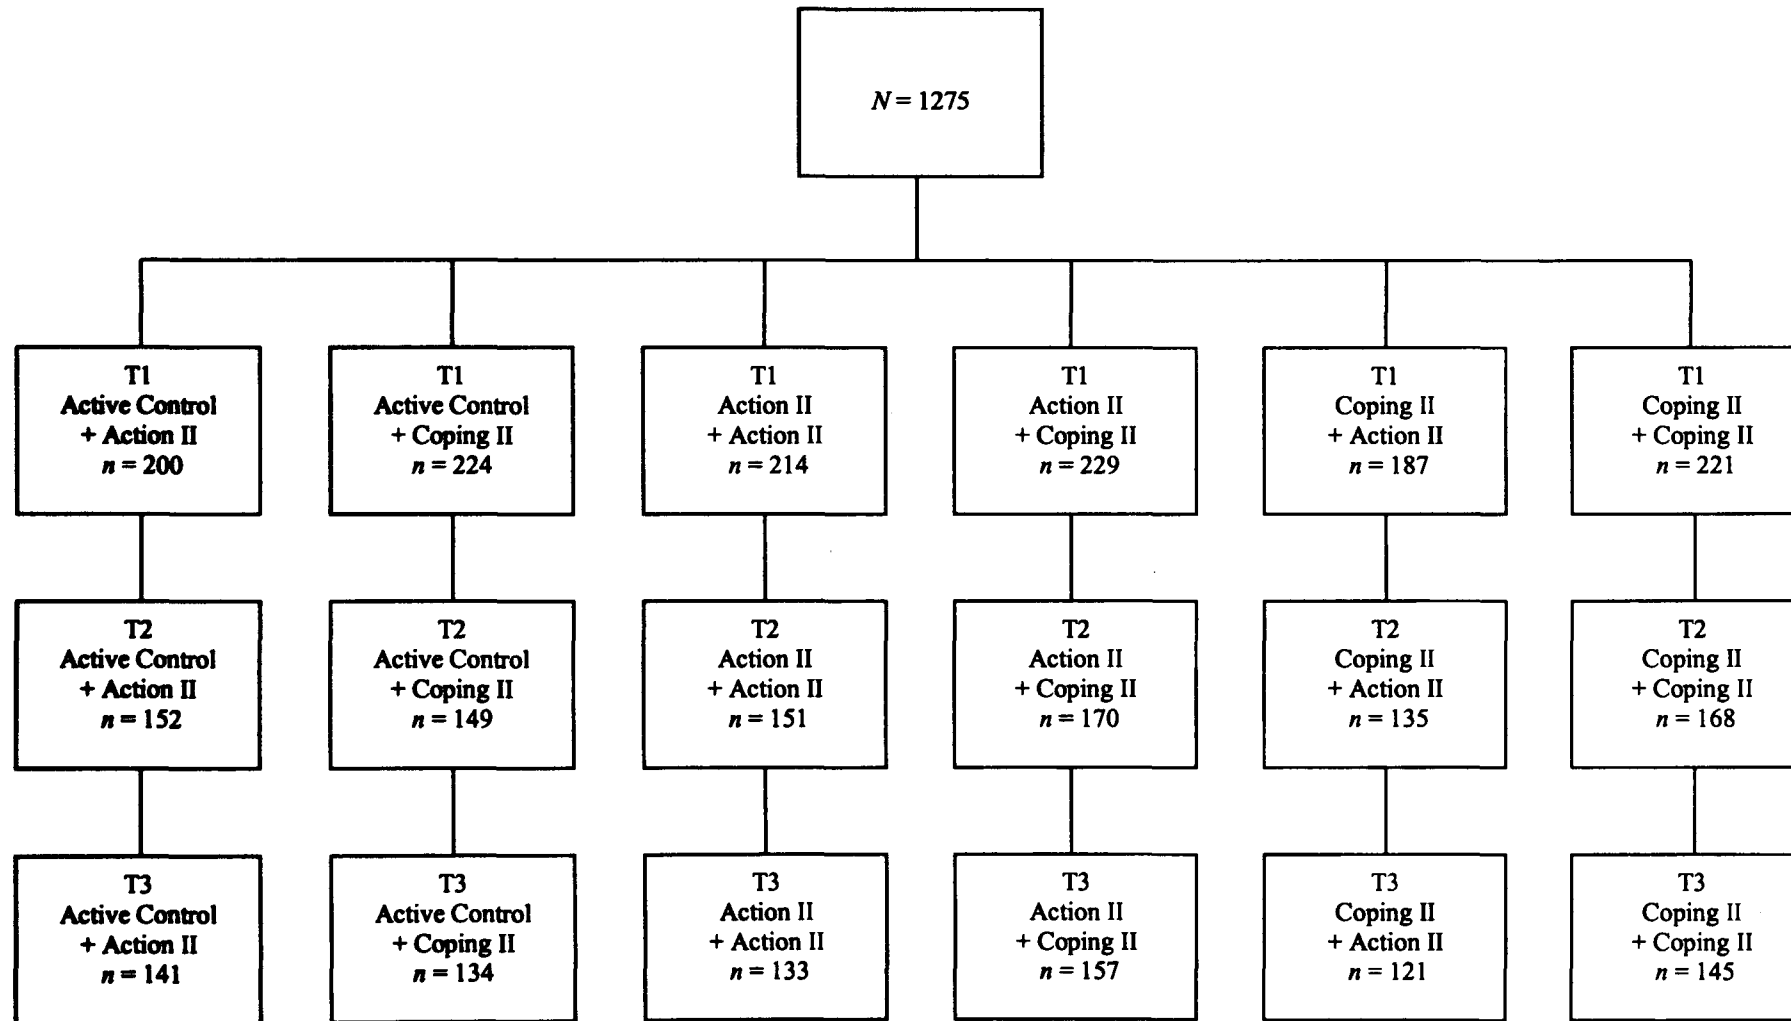 N = 1275
T1
Active Control
+ Action II
n = 200
T1
Active Control
+ Coping II
n = 224
T1
Action II
+ Action II
n = 214
T1
Action II
+ Coping II
n = 229
T1
Coping II
+ Action II
n = 187
T1
Coping II
+ Coping II
n = 221
T2
Active Control
+ Action II
n = 152
T2
Active Control
+ Coping II
n = 149
T2
Action II
+ Action II
n = 151
T2
Action II
+ Coping II
n = 170
T2
Coping II
+ Action II
n = 135
T2
Coping II
+ Coping II
n = 168
T3
Active Control
+ Action II
n = 141
T3
Active Control
+ Coping II
n = 134
T3
Action II
+ Action II
n = 133
T3
Action II
+ Coping II
n = 157
T3
Coping II
+ Action II
n = 121
T3
Coping II
+ Coping II
n = 145